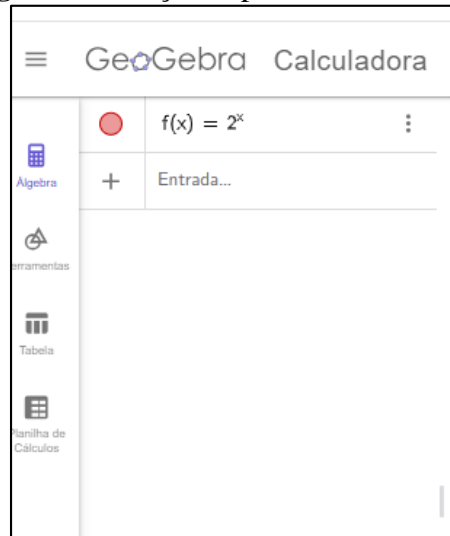 GeoGebra Calculadora
f(x) = 2ˣ
Álgebra
Entrada...
erramentas
Tabela
Planilha de
Cálculos